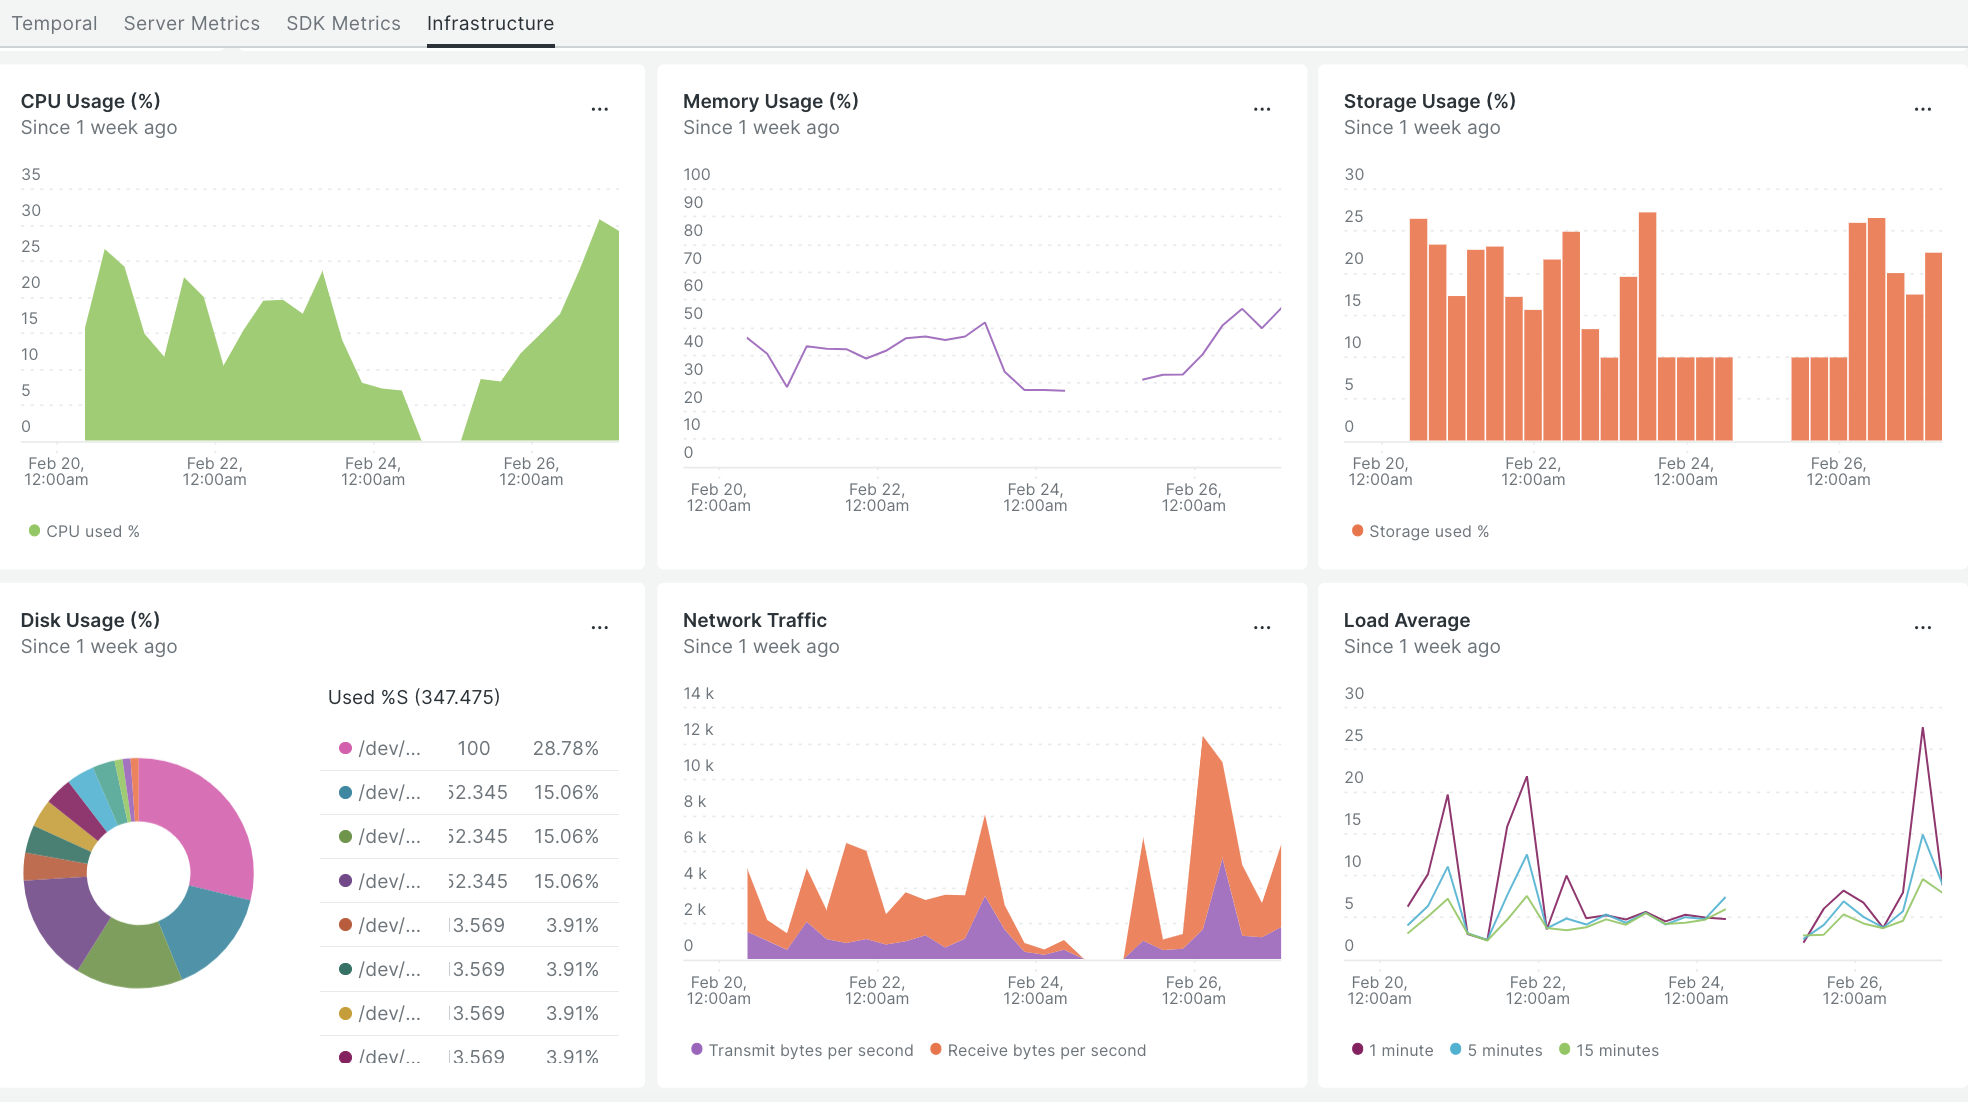 Temporal Server Metrics SDK Metrics Infrastructure
CPU Usage (%)
Since 1 week ago
...
35
30
25
20
15
10
5
0
Feb 20, 12:00am
Feb 22, 12:00am
Feb 24, 12:00am
Feb 26, 12:00am
CPU used %
Memory Usage (%)
Since 1 week ago
...
100
90
80
70
60
50
40
30
20
10
0
Feb 20, 12:00am
Feb 22, 12:00am
Feb 24, 12:00am
Feb 26, 12:00am
Storage Usage (%)
Since 1 week ago
...
30
25
20
15
10
5
0
Feb 20, 12:00am
Feb 22, 12:00am
Feb 24, 12:00am
Feb 26, 12:00am
Storage used %
Disk Usage (%)
Since 1 week ago
...
Used %S (347.475)
/dev/... 100 28.78%
/dev/... 52.345 15.06%
/dev/... 52.345 15.06%
/dev/... 52.345 15.06%
/dev/... 13.569 3.91%
/dev/... 13.569 3.91%
/dev/... 13.569 3.91%
/dev/... 13.569 3.91%
Network Traffic
Since 1 week ago
...
14 k
12 k
10 k
8 k
6 k
4 k
2 k
0
Feb 20, 12:00am
Feb 22, 12:00am
Feb 24, 12:00am
Feb 26, 12:00am
Transmit bytes per second Receive bytes per second
Load Average
Since 1 week ago
...
30
25
20
15
10
5
0
Feb 20, 12:00am
Feb 22, 12:00am
Feb 24, 12:00am
Feb 26, 12:00am
1 minute 5 minutes 15 minutes